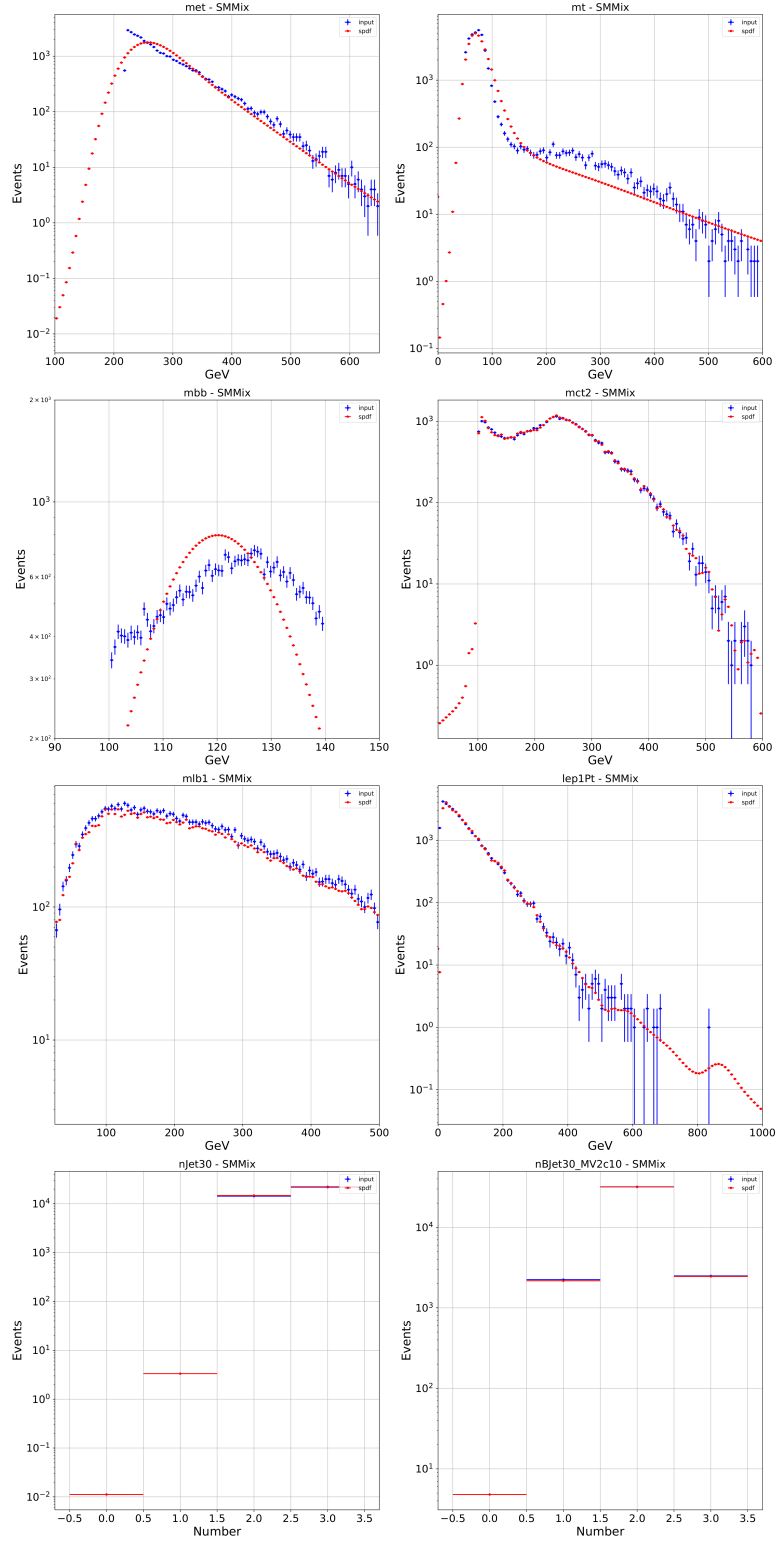 met - SMMix
input
spdf
10³
10²
10¹
10⁰
10⁻¹
10⁻²
Events
100 200 300 400 500 600
GeV
mt - SMMix
input
spdf
10³
10²
10¹
10⁰
10⁻¹
Events
0 100 200 300 400 500 600
GeV
mbb - SMMix
input
spdf
2 × 10³
10³
6 × 10²
4 × 10²
3 × 10²
2 × 10²
Events
90 100 110 120 130 140 150
GeV
mct2 - SMMix
input
spdf
10³
10²
10¹
10⁰
Events
100 200 300 400 500 600
GeV
mlb1 - SMMix
input
spdf
10²
10¹
Events
100 200 300 400 500
GeV
lep1Pt - SMMix
input
spdf
10³
10²
10¹
10⁰
10⁻¹
Events
0 200 400 600 800 1000
GeV
nJet30 - SMMix
input
spdf
10⁴
10³
10²
10¹
10⁰
10⁻¹
10⁻²
Events
−0.5 0.0 0.5 1.0 1.5 2.0 2.5 3.0 3.5
Number
nBJet30_MV2c10 - SMMix
input
spdf
10⁴
10³
10²
10¹
Events
−0.5 0.0 0.5 1.0 1.5 2.0 2.5 3.0 3.5
Number